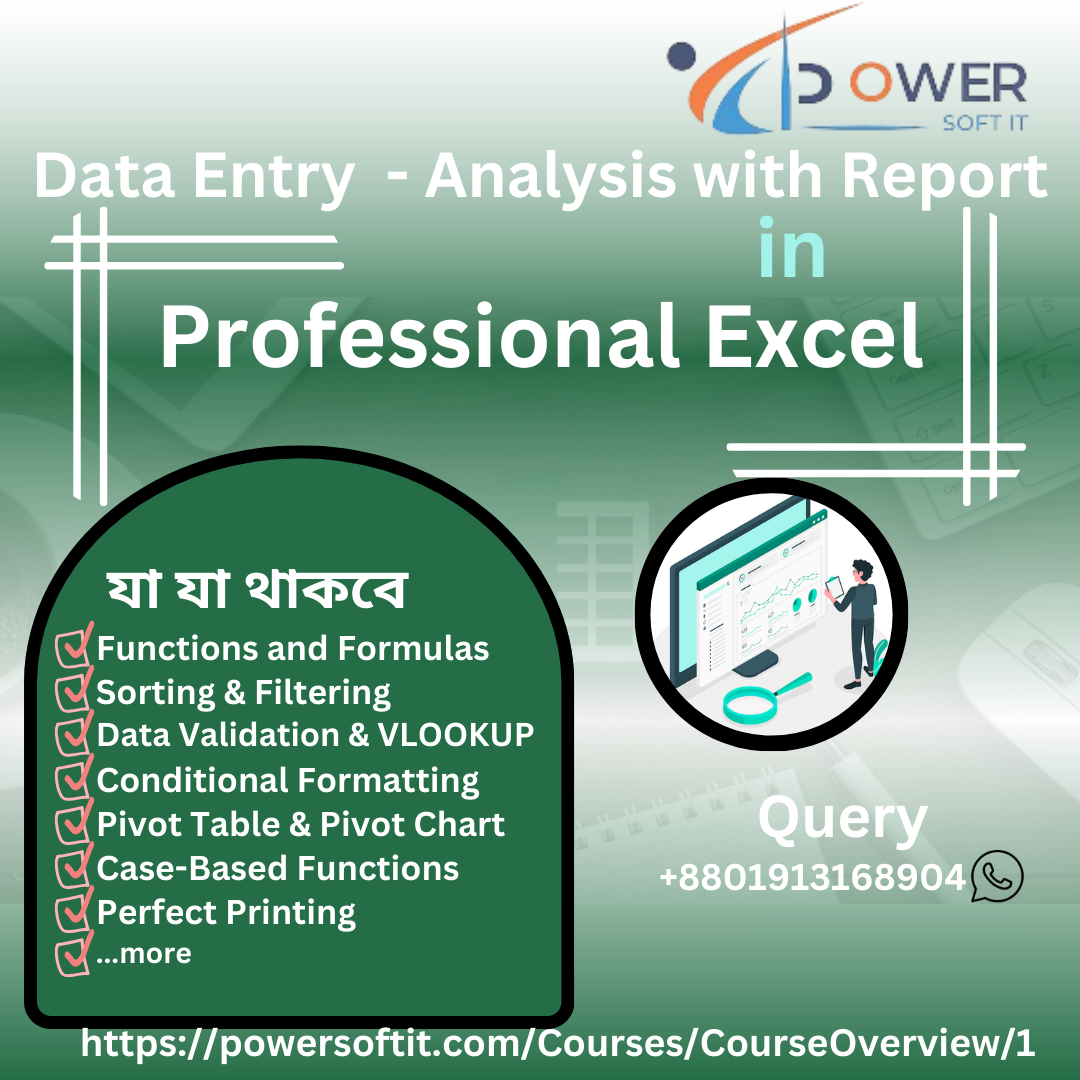 POWER
SOFT IT
Data Entry - Analysis with Report
in
Professional Excel
যা যা থাকবে
Functions and Formulas
Sorting & Filtering
Data Validation & VLOOKUP
Conditional Formatting
Pivot Table & Pivot Chart
Case-Based Functions
Perfect Printing
...more
Query
+8801913168904
https://powersoftit.com/Courses/CourseOverview/1